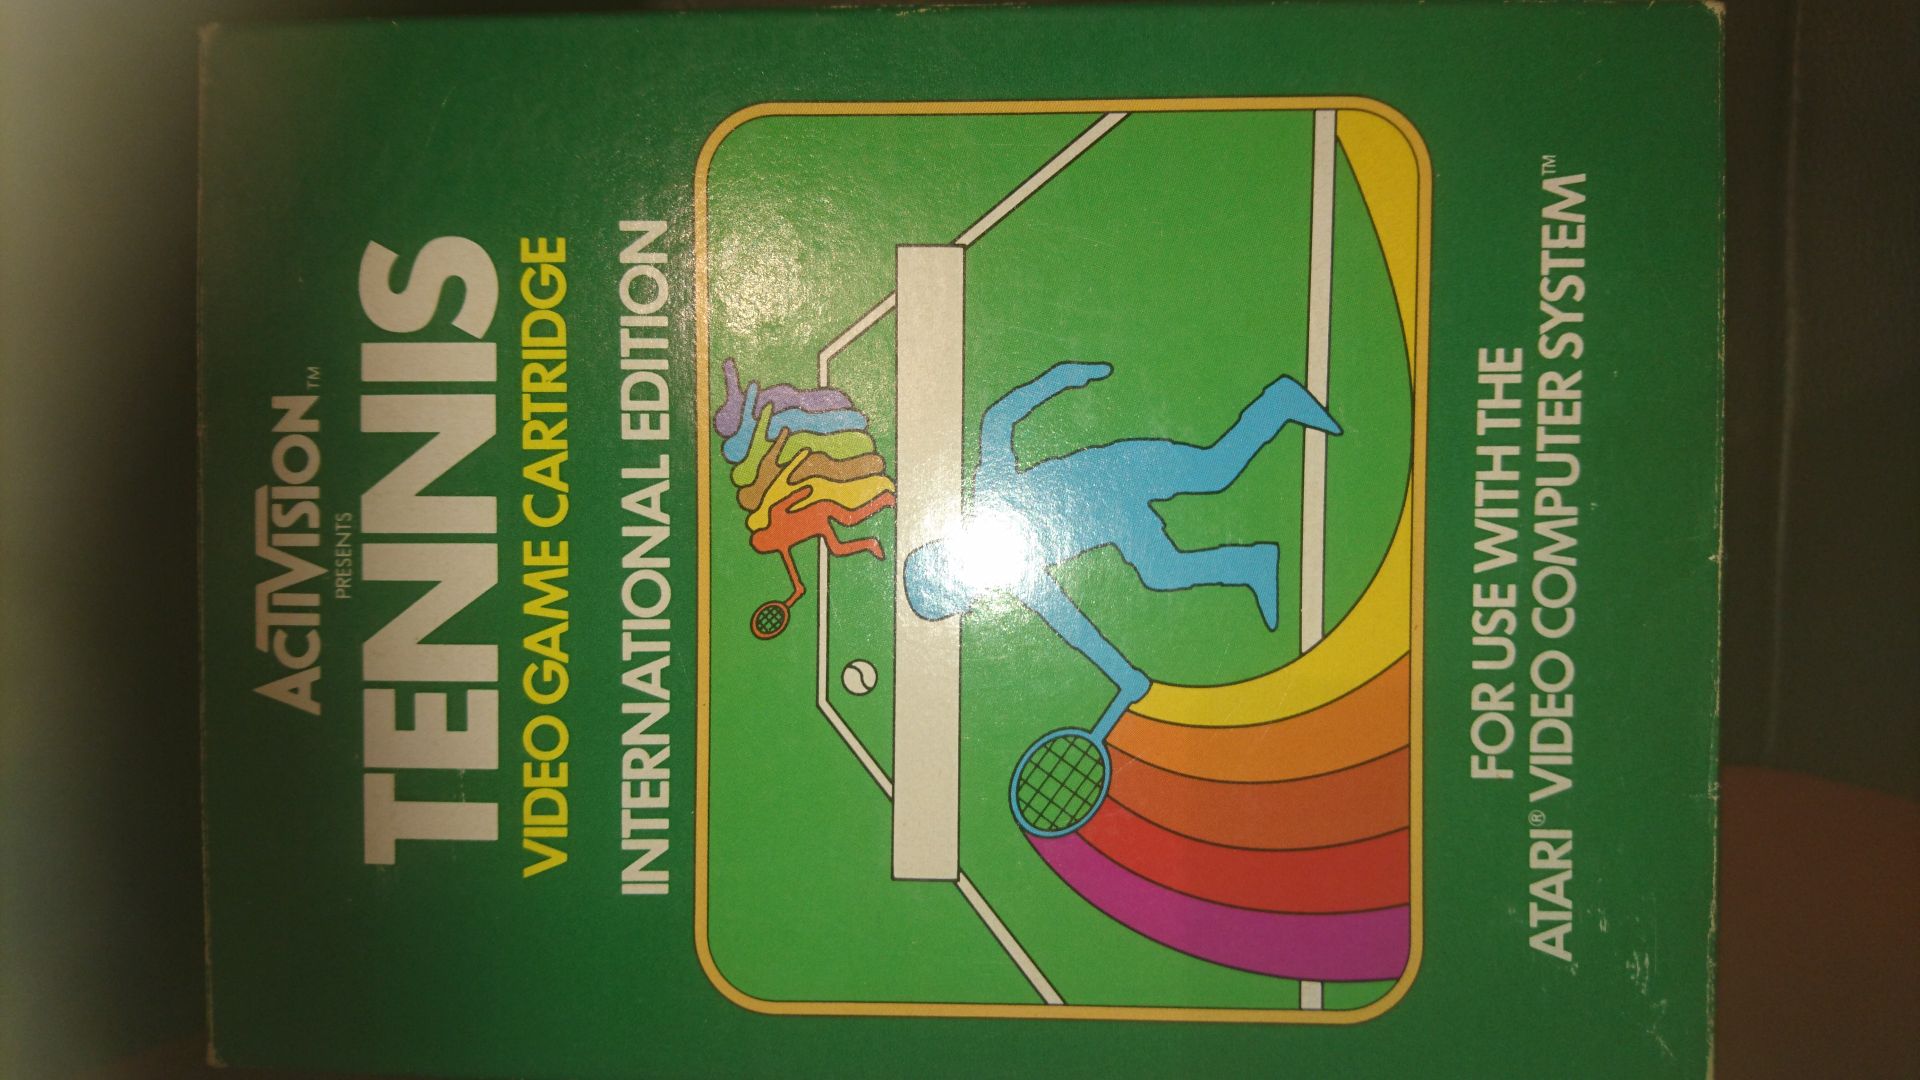 ACTIVISION™
PRESENTS
TENNIS
VIDEO GAME CARTRIDGE
INTERNATIONAL EDITION
FOR USE WITH THE
ATARI® VIDEO COMPUTER SYSTEM™